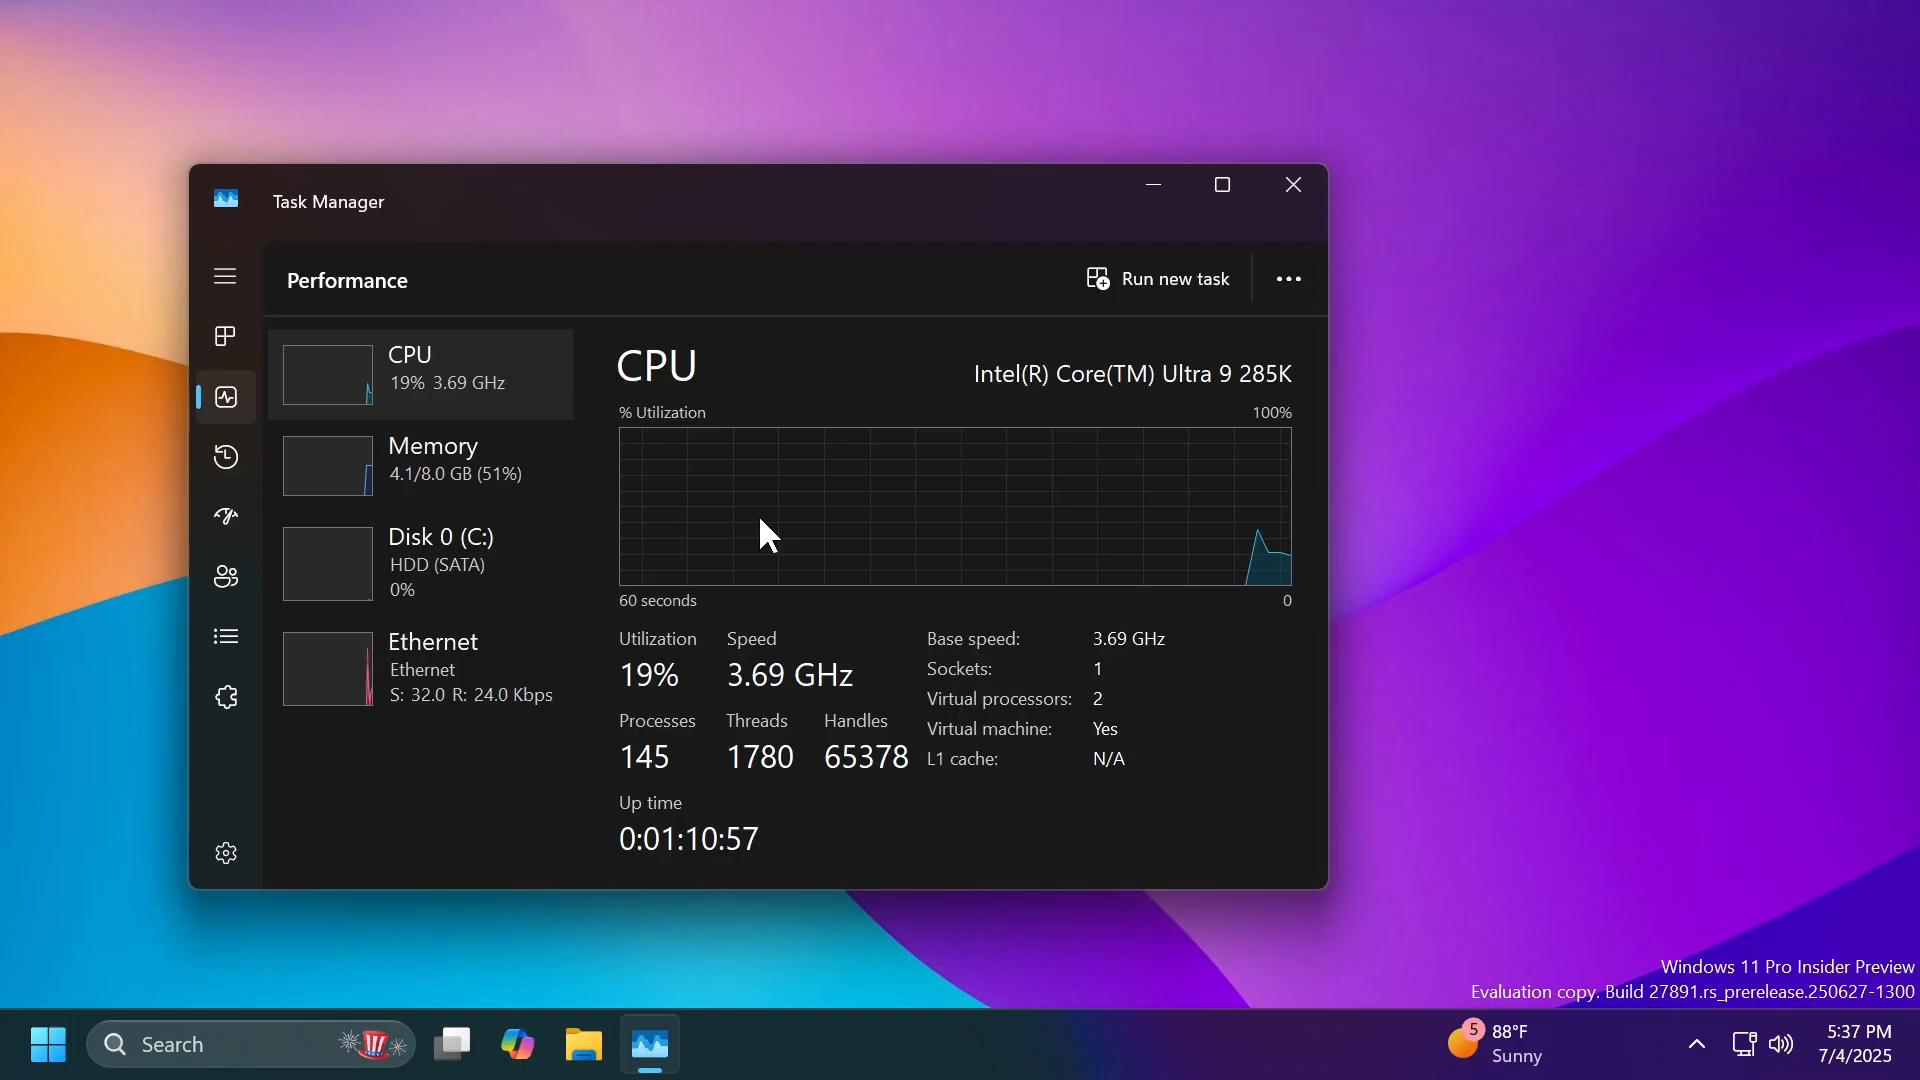 Task Manager
Performance
Run new task
CPU
19% 3.69 GHz
Memory
4.1/8.0 GB (51%)
Disk 0 (C:)
HDD (SATA)
0%
Ethernet
Ethernet
S: 32.0 R: 24.0 Kbps
CPU
Intel(R) Core(TM) Ultra 9 285K
% Utilization 100%
60 seconds 0
Utilization Speed
19% 3.69 GHz
Processes Threads Handles
145 1780 65378
Up time
0:01:10:57
Base speed: 3.69 GHz
Sockets: 1
Virtual processors: 2
Virtual machine: Yes
L1 cache: N/A
Windows 11 Pro Insider Preview
Evaluation copy. Build 27891.rs_prerelease.250627-1300
Search
5
88°F
Sunny
5:37 PM
7/4/2025